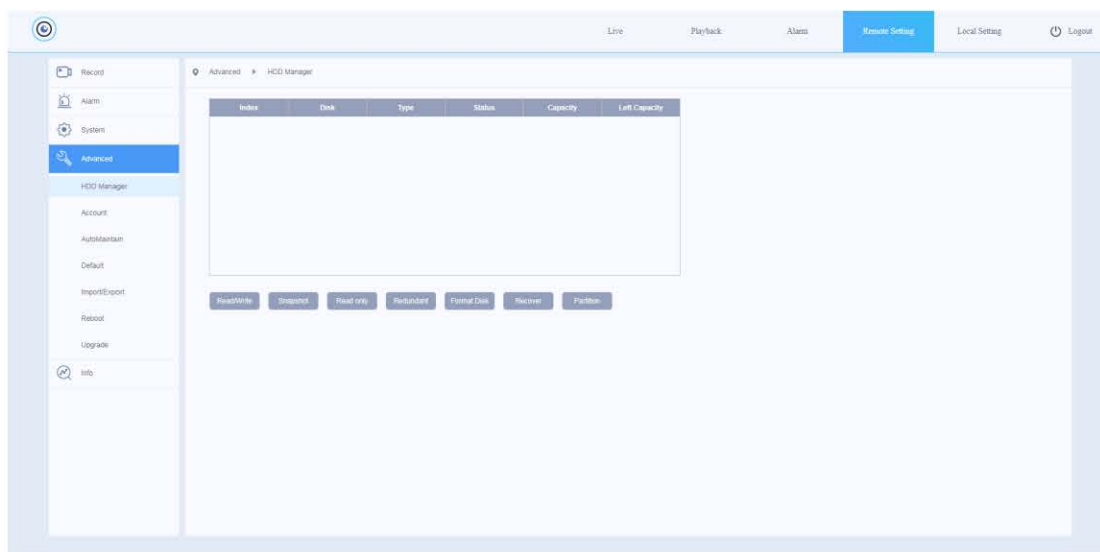 Live Playback Alarm Remote Setting Local Setting Logout
Record
Advanced HDD Manager
Alarm
Index Disk Type Status Capacity Left Capacity
System
Advanced
HDD Manager
Account
AutoMaintain
Default
Import/Export
Read/Write Snapshot Read only Redundant Format Disk Recover Partition
Reboot
Upgrade
Info